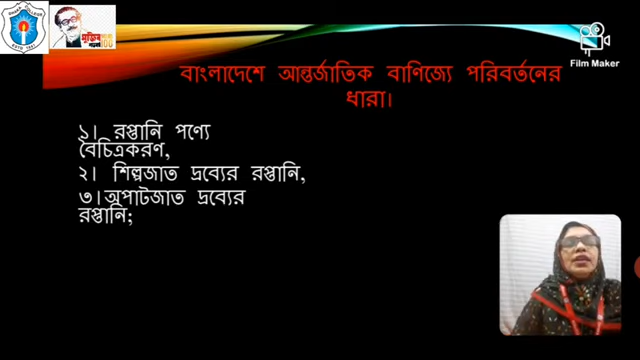 Film Maker
বাংলাদেশে আন্তর্জাতিক বাণিজ্যে পরিবর্তনের
ধারা।
১। রপ্তানি পণ্যে
বৈচিত্রকরণ,
২। শিল্পজাত দ্রব্যের রপ্তানি,
৩।অপাটজাত দ্রব্যের
রপ্তানি;